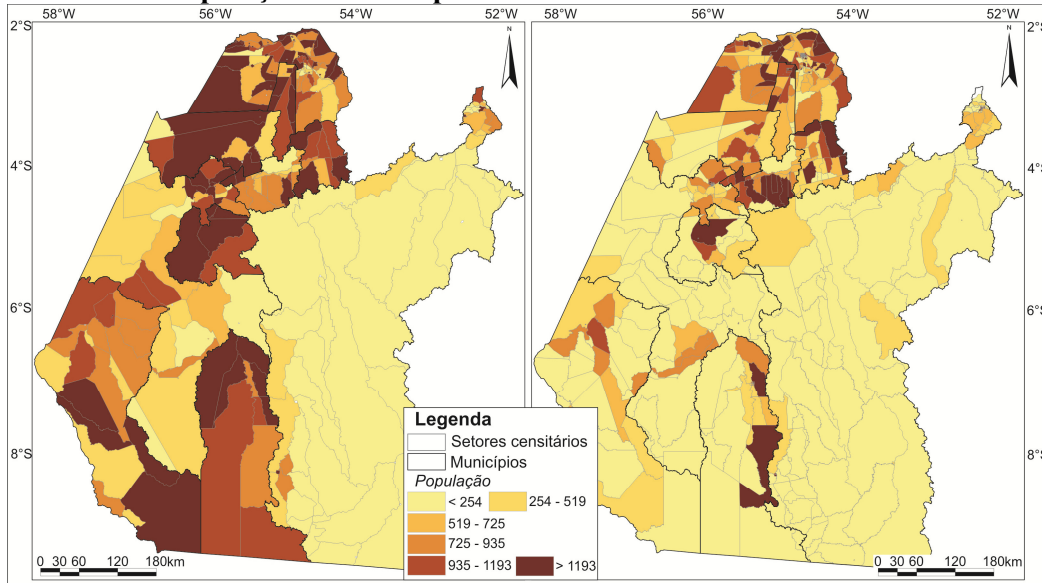 58°W 56°W 54°W 52°W 58°W 56°W 54°W 52°W
2°S 2°S
N N
4°S 4°S
6°S 6°S
8°S 8°S
Legenda
Setores censitários
Municípios
População
< 254 254 - 519
519 - 725
725 - 935
935 - 1193 > 1193
0 30 60 120 180km 0 30 60 120 180km